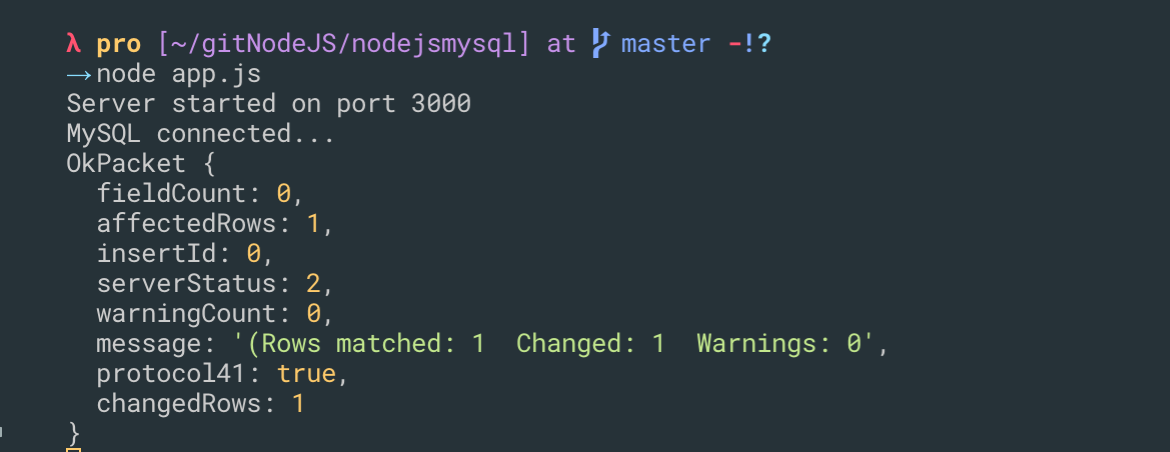 λ pro [~/gitNodeJS/nodejsmysql] at master -!?
→node app.js
Server started on port 3000
MySQL connected...
OkPacket {
  fieldCount: 0,
  affectedRows: 1,
  insertId: 0,
  serverStatus: 2,
  warningCount: 0,
  message: '(Rows matched: 1  Changed: 1  Warnings: 0',
  protocol41: true,
  changedRows: 1
}